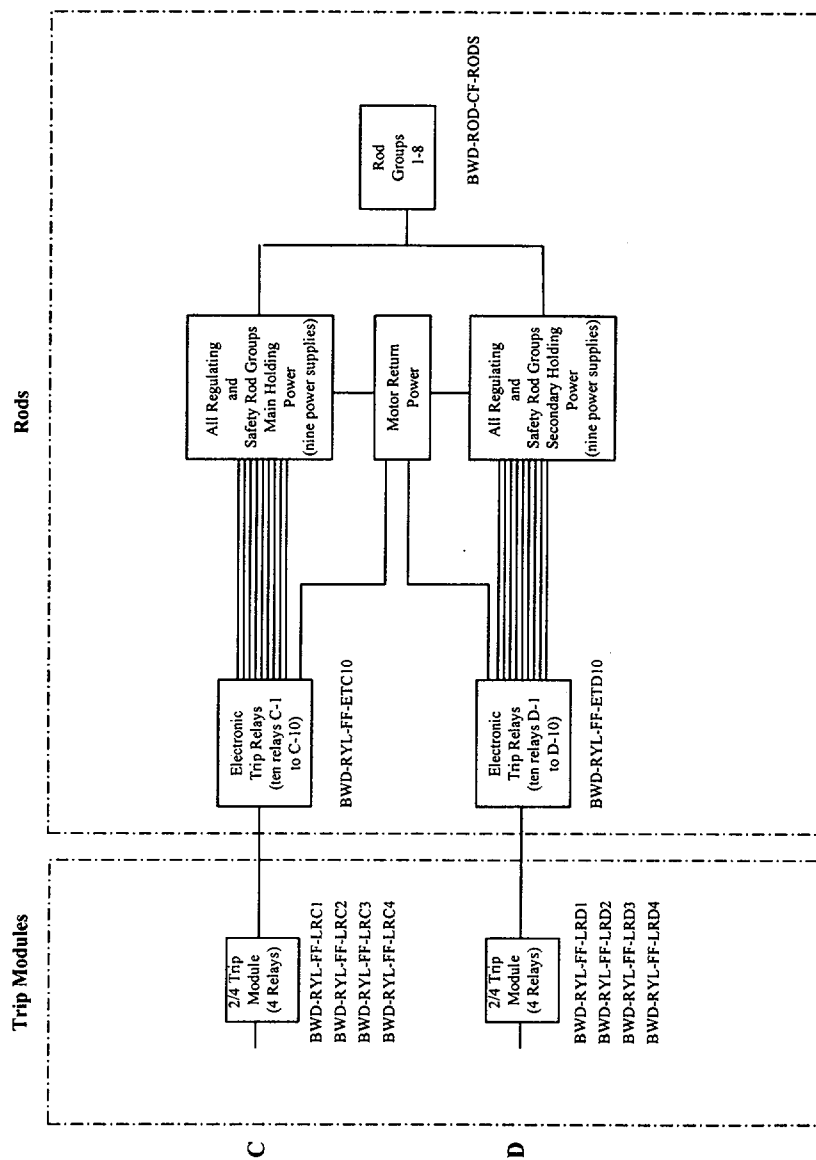 Trip Modules
Rods
C
2/4 Trip
Module
(4 Relays)
BWD-RYL-FF-LRC1
BWD-RYL-FF-LRC2
BWD-RYL-FF-LRC3
BWD-RYL-FF-LRC4
Electronic
Trip Relays
(ten relays C-1
to C-10)
BWD-RYL-FF-ETC10
All Regulating
and
Safety Rod Groups
Main Holding
Power
(nine power supplies)
Motor Return
Power
Rod
Groups
1-8
BWD-ROD-CF-RODS
D
2/4 Trip
Module
(4 Relays)
BWD-RYL-FF-LRD1
BWD-RYL-FF-LRD2
BWD-RYL-FF-LRD3
BWD-RYL-FF-LRD4
Electronic
Trip Relays
(ten relays D-1
to D-10)
BWD-RYL-FF-ETD10
All Regulating
and
Safety Rod Groups
Secondary Holding
Power
(nine power supplies)